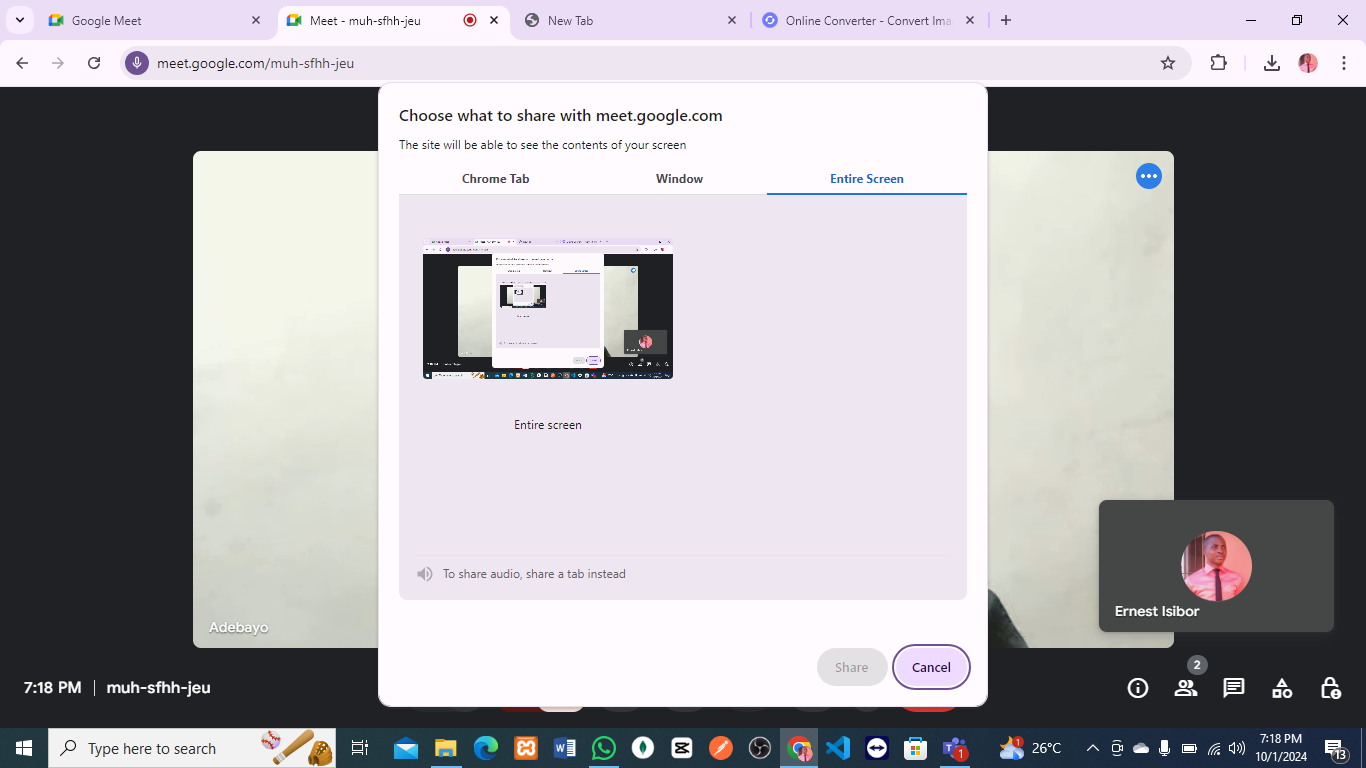 Google Meet
Meet - muh-sfhh-jeu
New Tab
Online Converter - Convert Ima
meet.google.com/muh-sfhh-jeu
Choose what to share with meet.google.com
The site will be able to see the contents of your screen
Chrome Tab
Window
Entire Screen
Entire screen
To share audio, share a tab instead
Adebayo
Ernest Isibor
Share
Cancel
7:18 PM
muh-sfhh-jeu
2
Type here to search
1
1
26°C
7:18 PM
10/1/2024
13